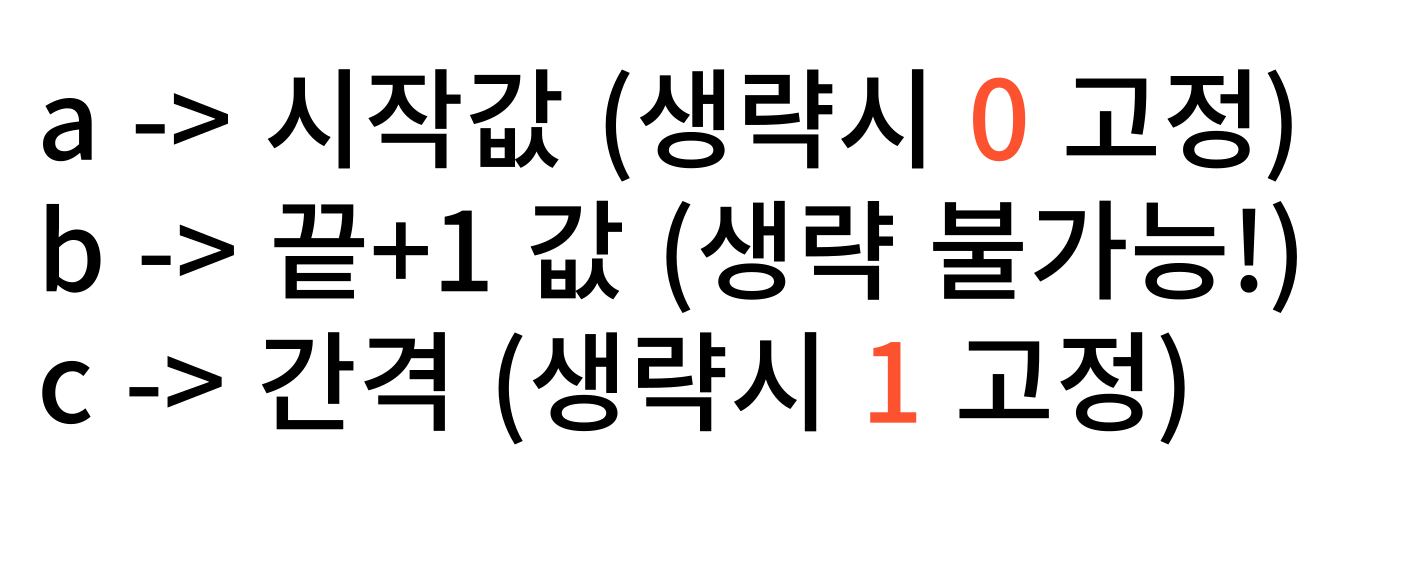 a -> 시작값 (생략시 0 고정)
b -> 끝+1 값 (생략 불가능!)
c -> 간격 (생략시 1 고정)